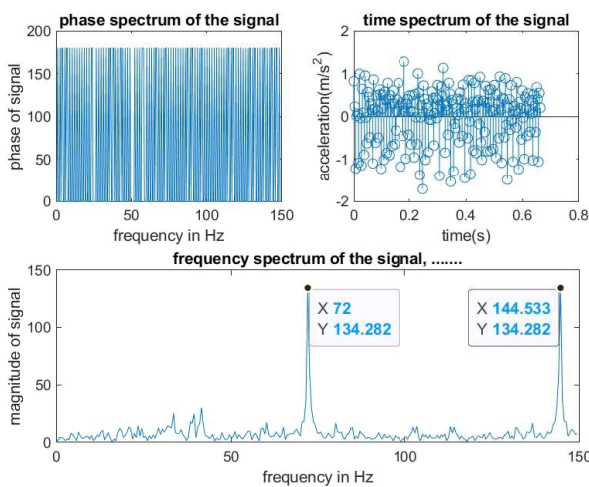 phase spectrum of the signal
200
150
100
50
0
phase of signal
0 50 100 150
frequency in Hz
time spectrum of the signal
2
1
0
-1
-2
acceleration(m/s²)
0 0.2 0.4 0.6 0.8
time(s)
frequency spectrum of the signal, .......
150
100
50
0
magnitude of signal
X 72
Y 134.282
X 144.533
Y 134.282
0 50 100 150
frequency in Hz